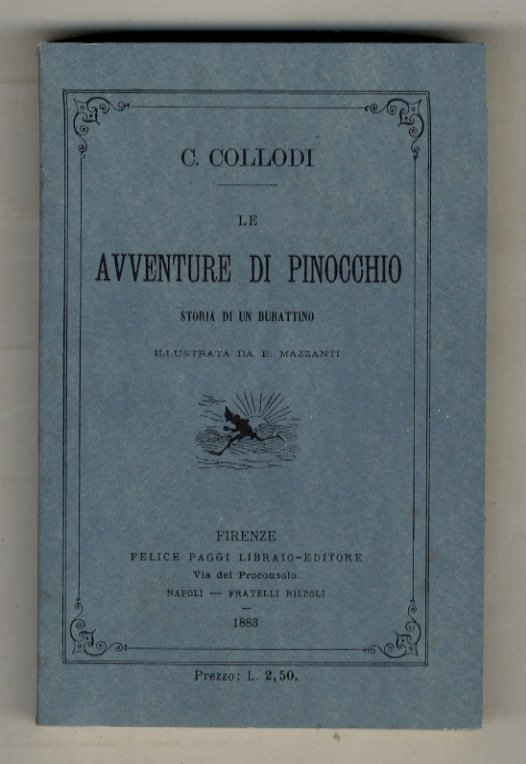 C. COLLODI
LE
AVVENTURE DI PINOCCHIO
STORIA DI UN BURATTINO
ILLUSTRATA DA E. MAZZANTI
FIRENZE
FELICE PAGGI LIBRAIO-EDITORE
Via del Proconsolo.
NAPOLI — FRATELLI RISPOLI
1883
Prezzo: L. 2,50.